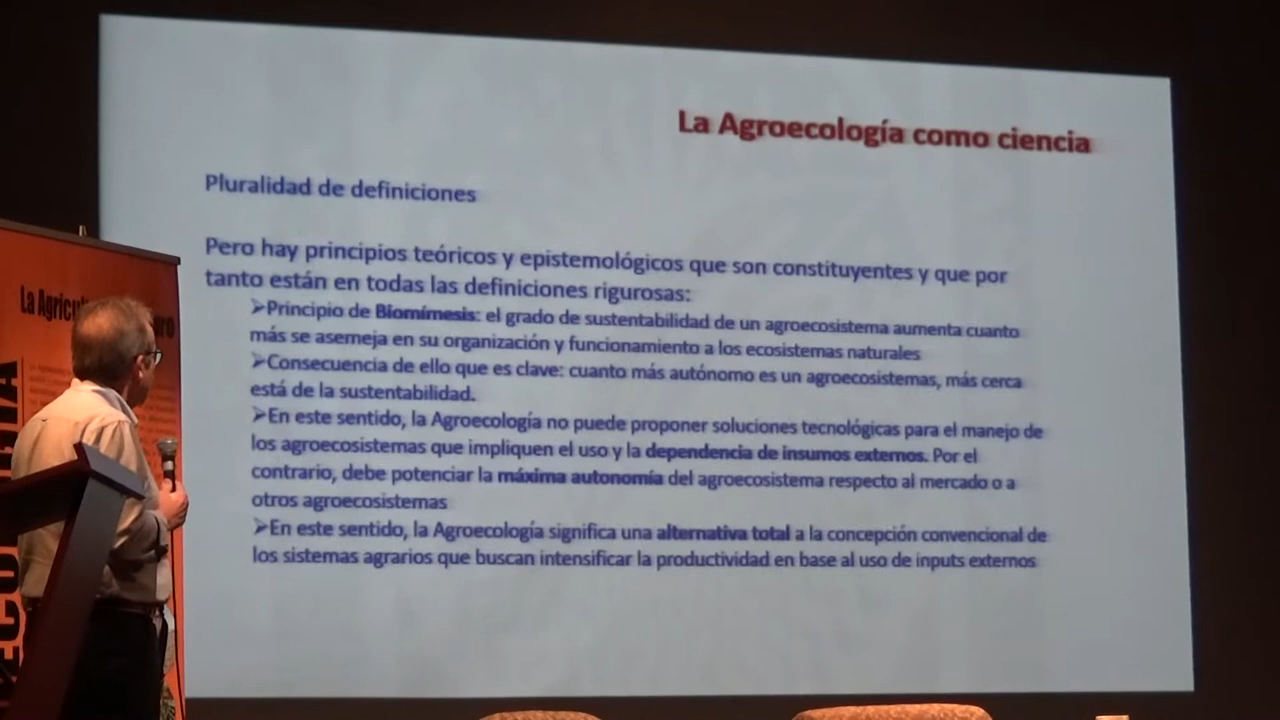 La Agroecología como ciencia
Pluralidad de definiciones
Pero hay principios teóricos y epistemológicos que son constituyentes y que por
tanto están en todas las definiciones rigurosas:
➢Principio de Biomímesis: el grado de sustentabilidad de un agroecosistema aumenta cuanto
más se asemeja en su organización y funcionamiento a los ecosistemas naturales
➢Consecuencia de ello que es clave: cuanto más autónomo es un agroecosistemas, más cerca
está de la sustentabilidad.
➢En este sentido, la Agroecología no puede proponer soluciones tecnológicas para el manejo de
los agroecosistemas que impliquen el uso y la dependencia de insumos externos. Por el
contrario, debe potenciar la máxima autonomía del agroecosistema respecto al mercado o a
otros agroecosistemas
➢En este sentido, la Agroecología significa una alternativa total a la concepción convencional de
los sistemas agrarios que buscan intensificar la productividad en base al uso de inputs externos
La